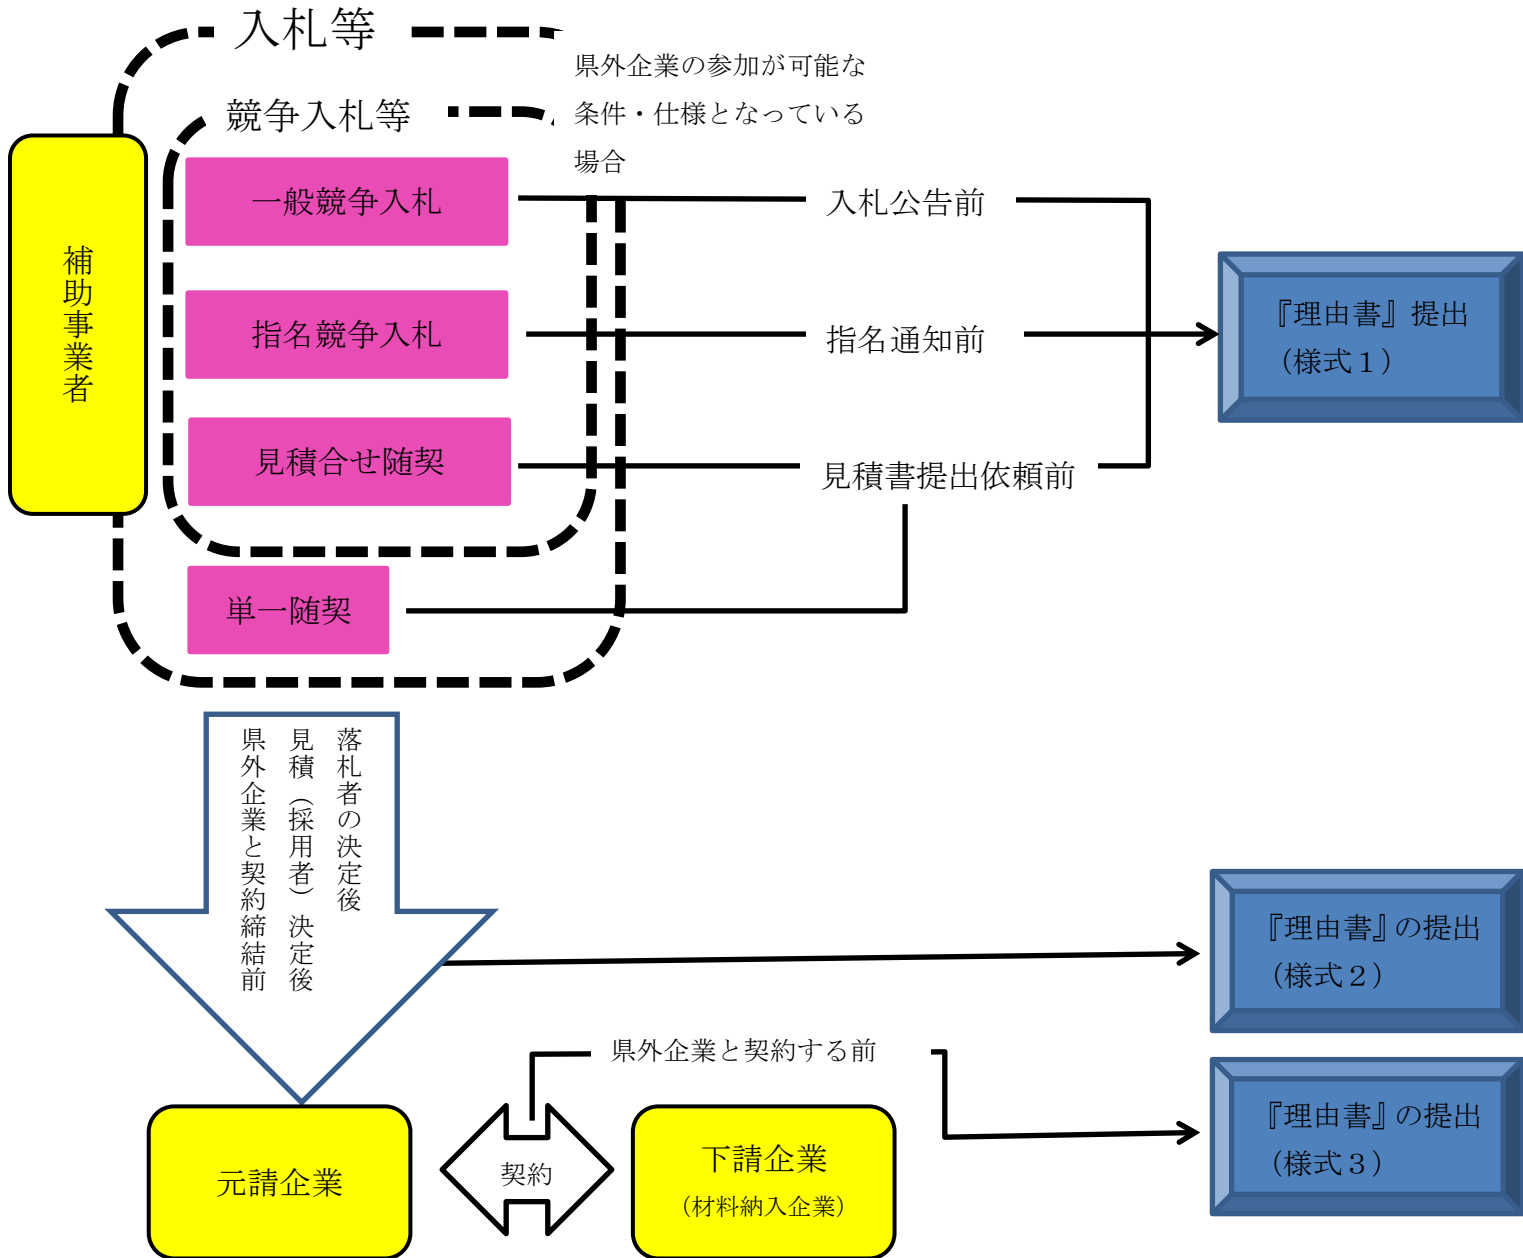 入札等
県外企業の参加が可能な
条件・仕様となっている
場合
競争入札等
補助事業者
一般競争入札
入札公告前
指名競争入札
指名通知前
見積合せ随契
見積書提出依頼前
単一随契
『理由書』提出
（様式１）
落札者の決定後
見積（採用者）決定後
県外企業と契約締結前
『理由書』の提出
（様式２）
県外企業と契約する前
『理由書』の提出
（様式３）
元請企業
契約
下請企業
（材料納入企業）